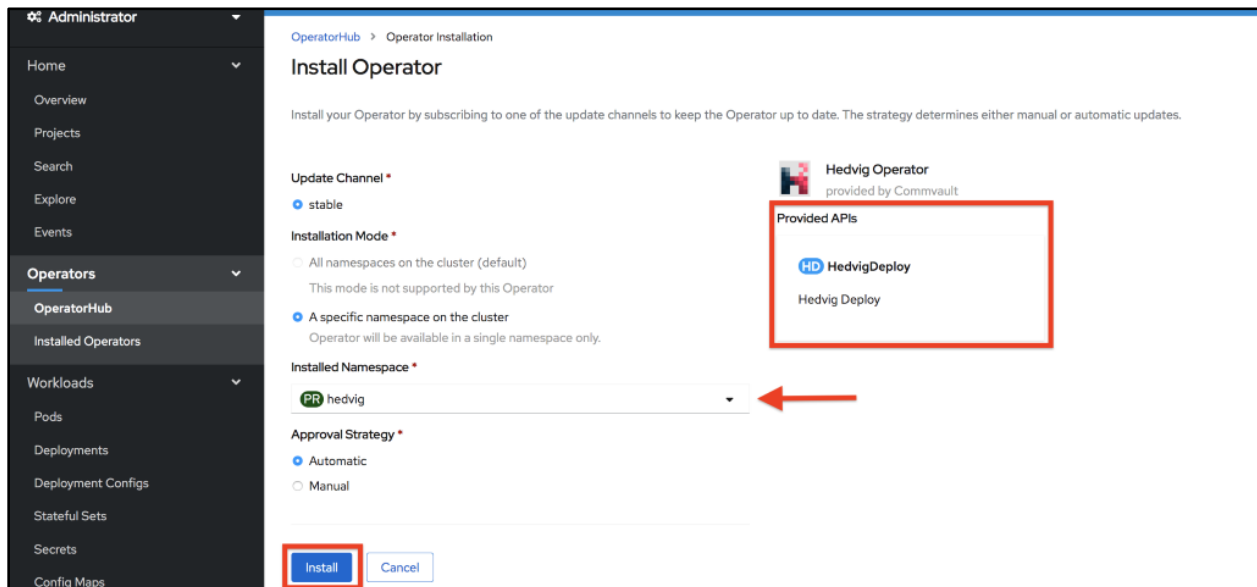 Administrator
Home
Overview
Projects
Search
Explore
Events
Operators
OperatorHub
Installed Operators
Workloads
Pods
Deployments
Deployment Configs
Stateful Sets
Secrets
Config Maps
OperatorHub > Operator Installation
Install Operator
Install your Operator by subscribing to one of the update channels to keep the Operator up to date. The strategy determines either manual or automatic updates.
Update Channel *
stable
Installation Mode *
All namespaces on the cluster (default)
This mode is not supported by this Operator
A specific namespace on the cluster
Operator will be available in a single namespace only.
Installed Namespace *
PR hedvig
Approval Strategy *
Automatic
Manual
Install Cancel
Hedvig Operator
provided by Commvault
Provided APIs
HD HedvigDeploy
Hedvig Deploy